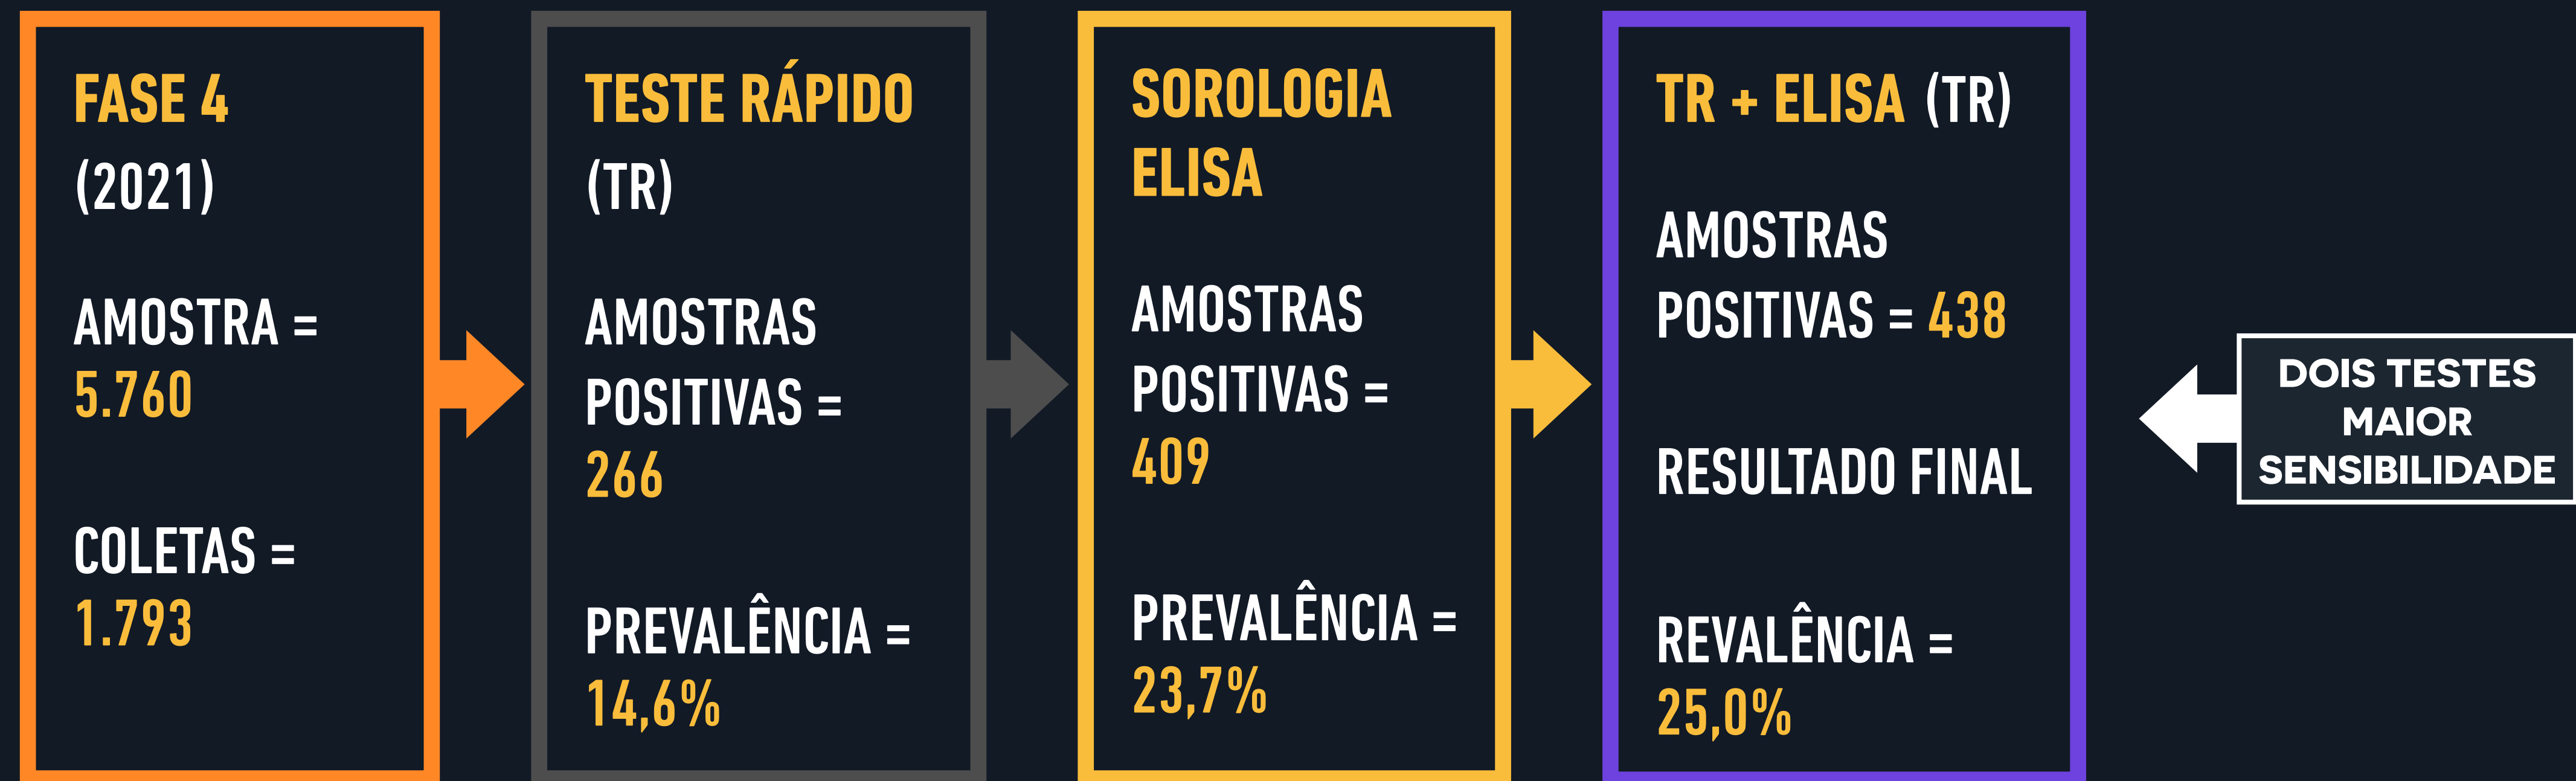 FASE 4
(2021)
AMOSTRA =
5.760
COLETAS =
1.793
TESTE RÁPIDO
(TR)
AMOSTRAS
POSITIVAS =
266
PREVALÊNCIA =
14,6%
SOROLOGIA
ELISA
AMOSTRAS
POSITIVAS =
409
PREVALÊNCIA =
23,7%
TR + ELISA (TR)
AMOSTRAS
POSITIVAS = 438
RESULTADO FINAL
REVALÊNCIA =
25,0%
DOIS TESTES
MAIOR
SENSIBILIDADE